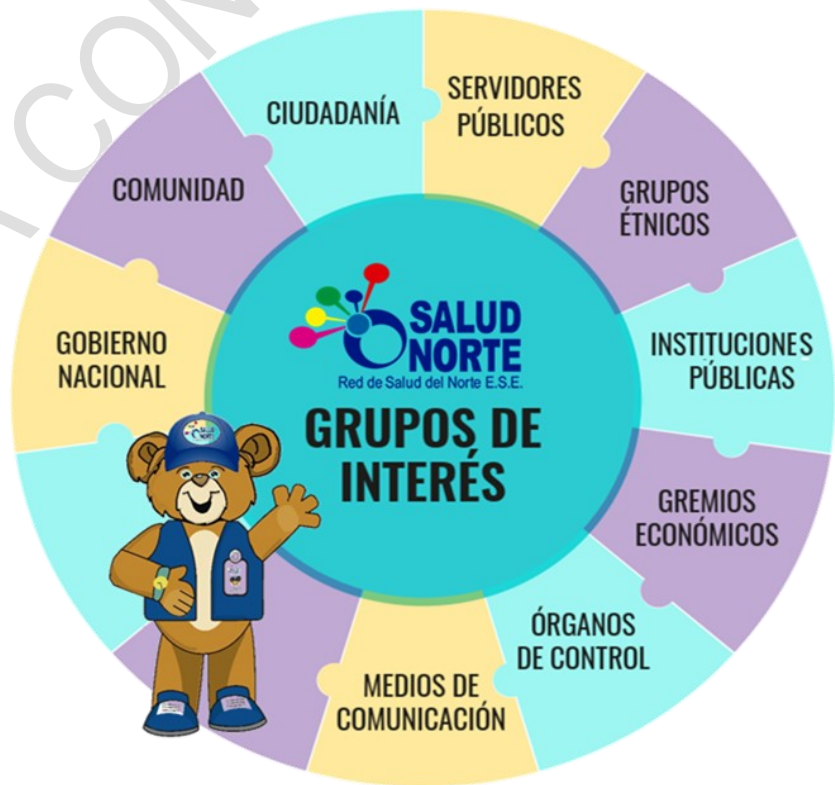 CIUDADANÍA
SERVIDORES
PÚBLICOS
GRUPOS
ÉTNICOS
INSTITUCIONES
PÚBLICAS
GREMIOS
ECONÓMICOS
ÓRGANOS
DE CONTROL
MEDIOS DE
COMUNICACIÓN
GOBIERNO
NACIONAL
COMUNIDAD
SALUD
NORTE
Red de Salud del Norte E.S.E.
GRUPOS DE
INTERÉS